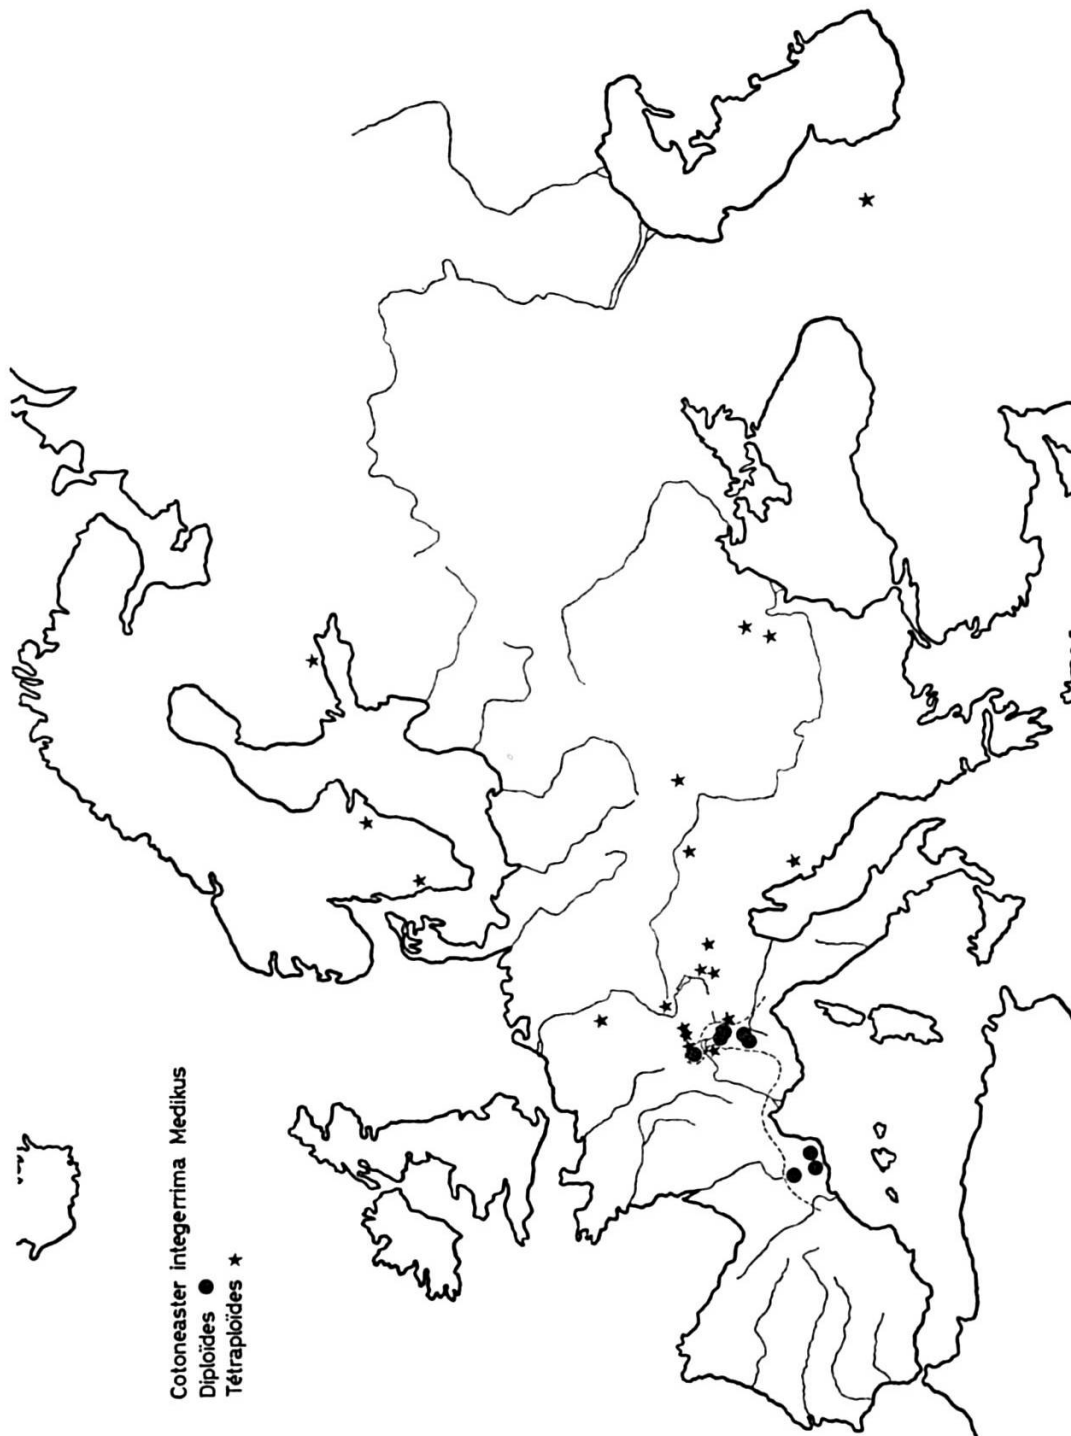 Cotoneaster integerrima Medikus
Diploïdes ●
Tétraploïdes ★